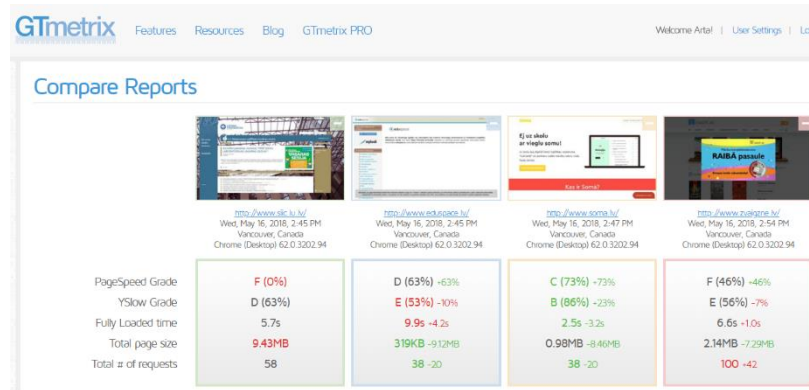 GTmetrix Features Resources Blog GTmetrix PRO Welcome Arta! | User Settings | Lo
Compare Reports
Ej uz skolu
ar vieglo somu!
Kas ir Soma?
RAIBĀ pasaule
http://www.siic.lu.lv/ http://www.eduspace.lv/ http://www.soma.lv/ http://www.zvaigzne.lv/
Wed, May 16, 2018, 2:45 PM Wed, May 16, 2018, 2:45 PM Wed, May 16, 2018, 2:47 PM Wed, May 16, 2018, 2:54 PM
Vancouver, Canada Vancouver, Canada Vancouver, Canada Vancouver, Canada
Chrome (Desktop) 62.0.3202.94 Chrome (Desktop) 62.0.3202.94 Chrome (Desktop) 62.0.3202.94 Chrome (Desktop) 62.0.3202.94
PageSpeed Grade F (0%) D (63%) +63% C (73%) +73% F (46%) +46%
YSlow Grade D (63%) E (53%) -10% B (86%) +23% E (56%) -7%
Fully Loaded time 5.7s 9.9s +4.2s 2.5s -3.2s 6.6s +1.0s
Total page size 9.43MB 319KB -9.12MB 0.98MB -8.46MB 2.14MB -7.29MB
Total # of requests 58 38 -20 38 -20 100 +42